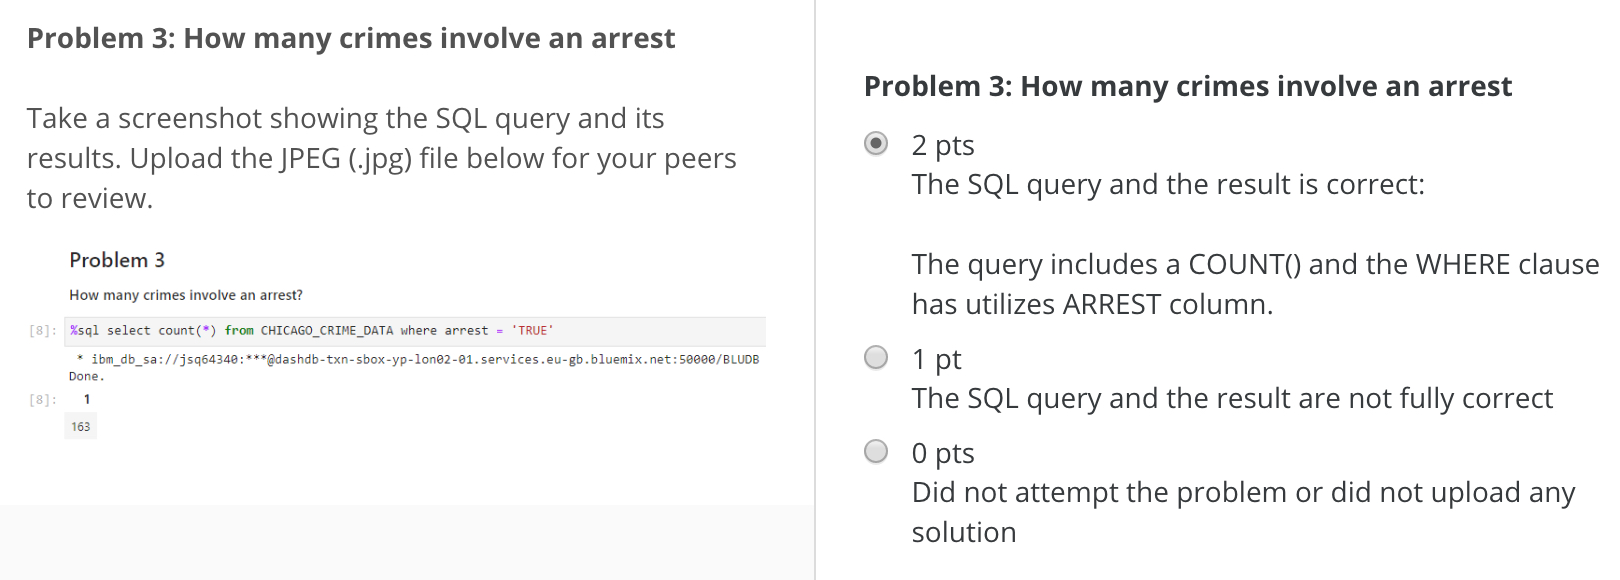 Problem 3: How many crimes involve an arrest
Take a screenshot showing the SQL query and its
results. Upload the JPEG (.jpg) file below for your peers
to review.
Problem 3
How many crimes involve an arrest?
[8]: %sql select count(*) from CHICAGO_CRIME_DATA where arrest = 'TRUE'
* ibm_db_sa://jsq64340:***@dashdb-txn-sbox-yp-lon02-01.services.eu-gb.bluemix.net:50000/BLUDB
Done.
[8]: 1
163
Problem 3: How many crimes involve an arrest
2 pts
The SQL query and the result is correct:
The query includes a COUNT() and the WHERE clause
has utilizes ARREST column.
1 pt
The SQL query and the result are not fully correct
0 pts
Did not attempt the problem or did not upload any
solution